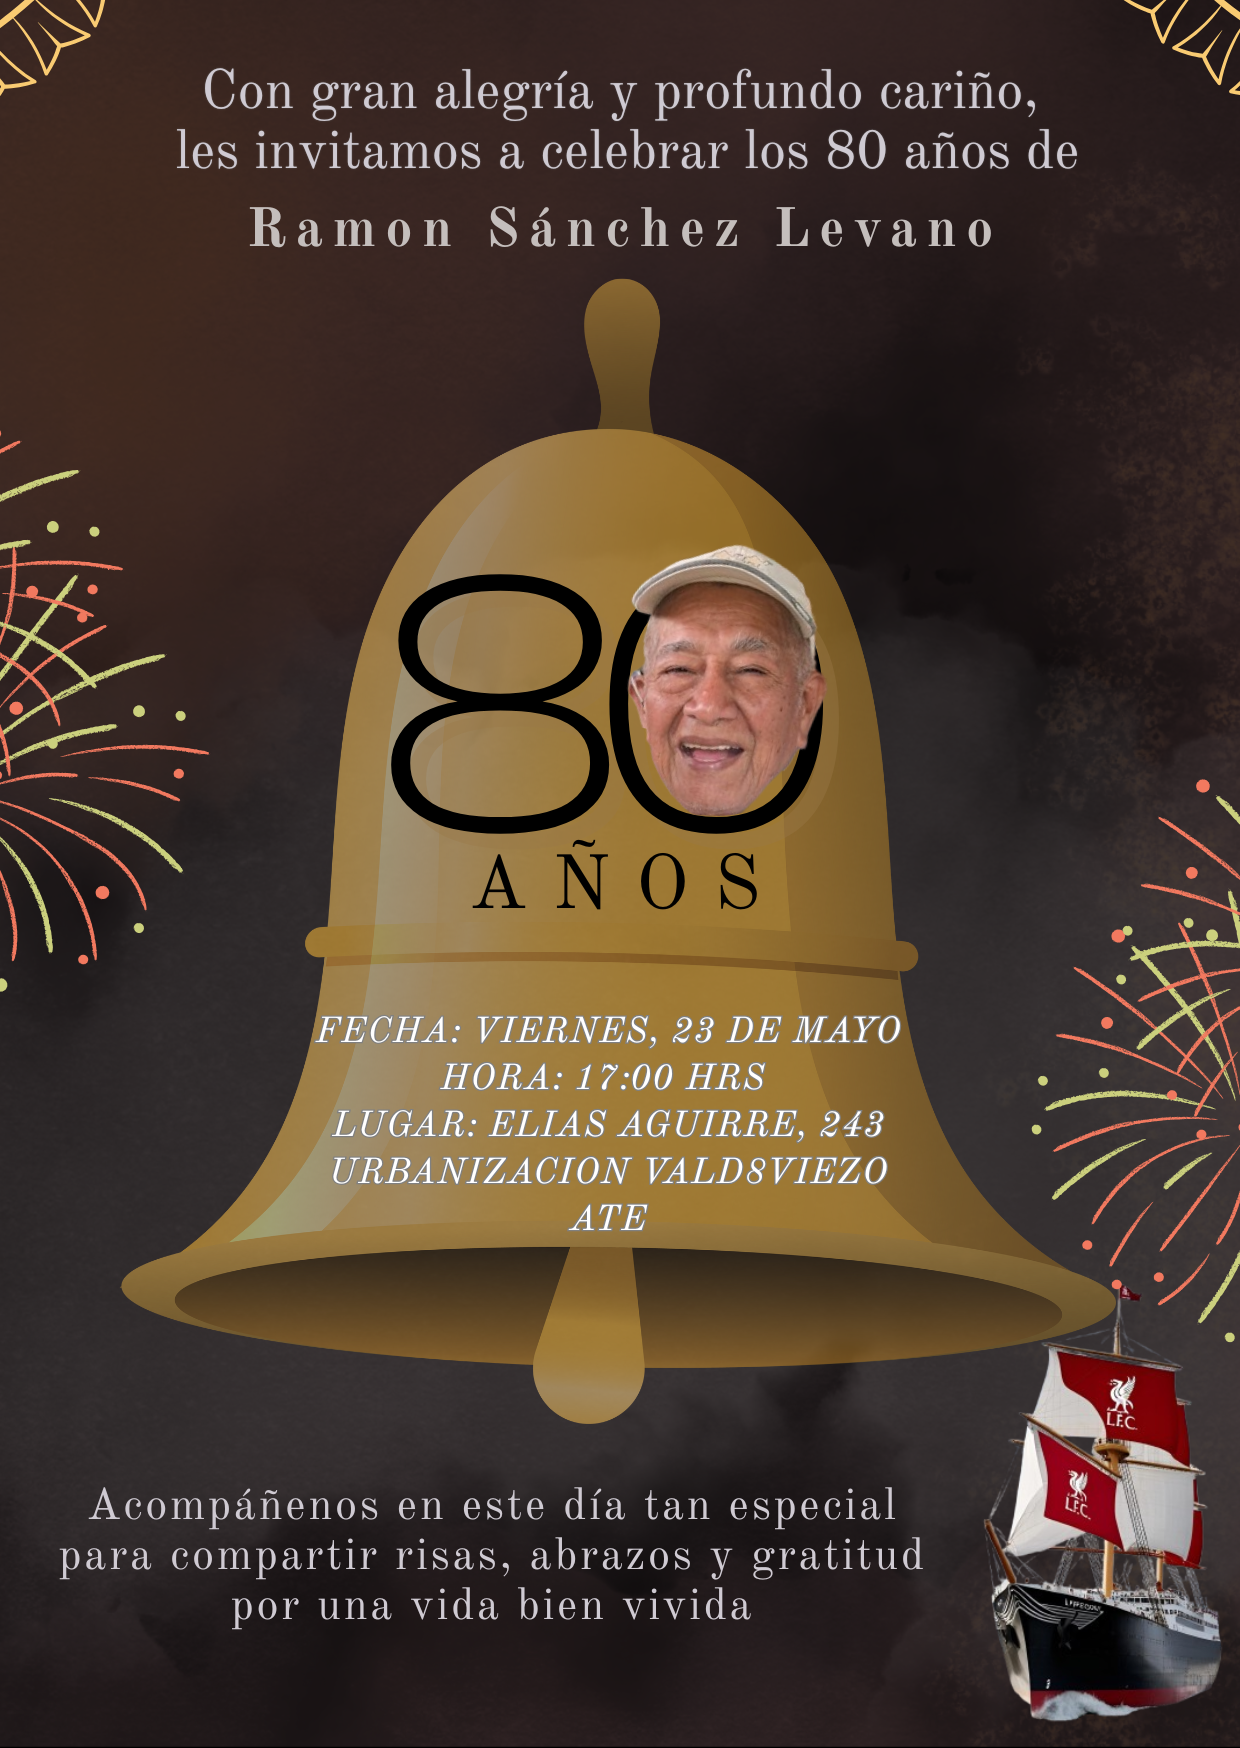 Con gran alegría y profundo cariño,
les invitamos a celebrar los 80 años de
Ramon Sánchez Levano
80
AÑOS
FECHA: VIERNES, 23 DE MAYO
HORA: 17:00 HRS
LUGAR: ELIAS AGUIRRE, 243
URBANIZACION VALD8VIEZO
ATE
L.F.C.
L.F.C.
Acompáñenos en este día tan especial
para compartir risas, abrazos y gratitud
por una vida bien vivida